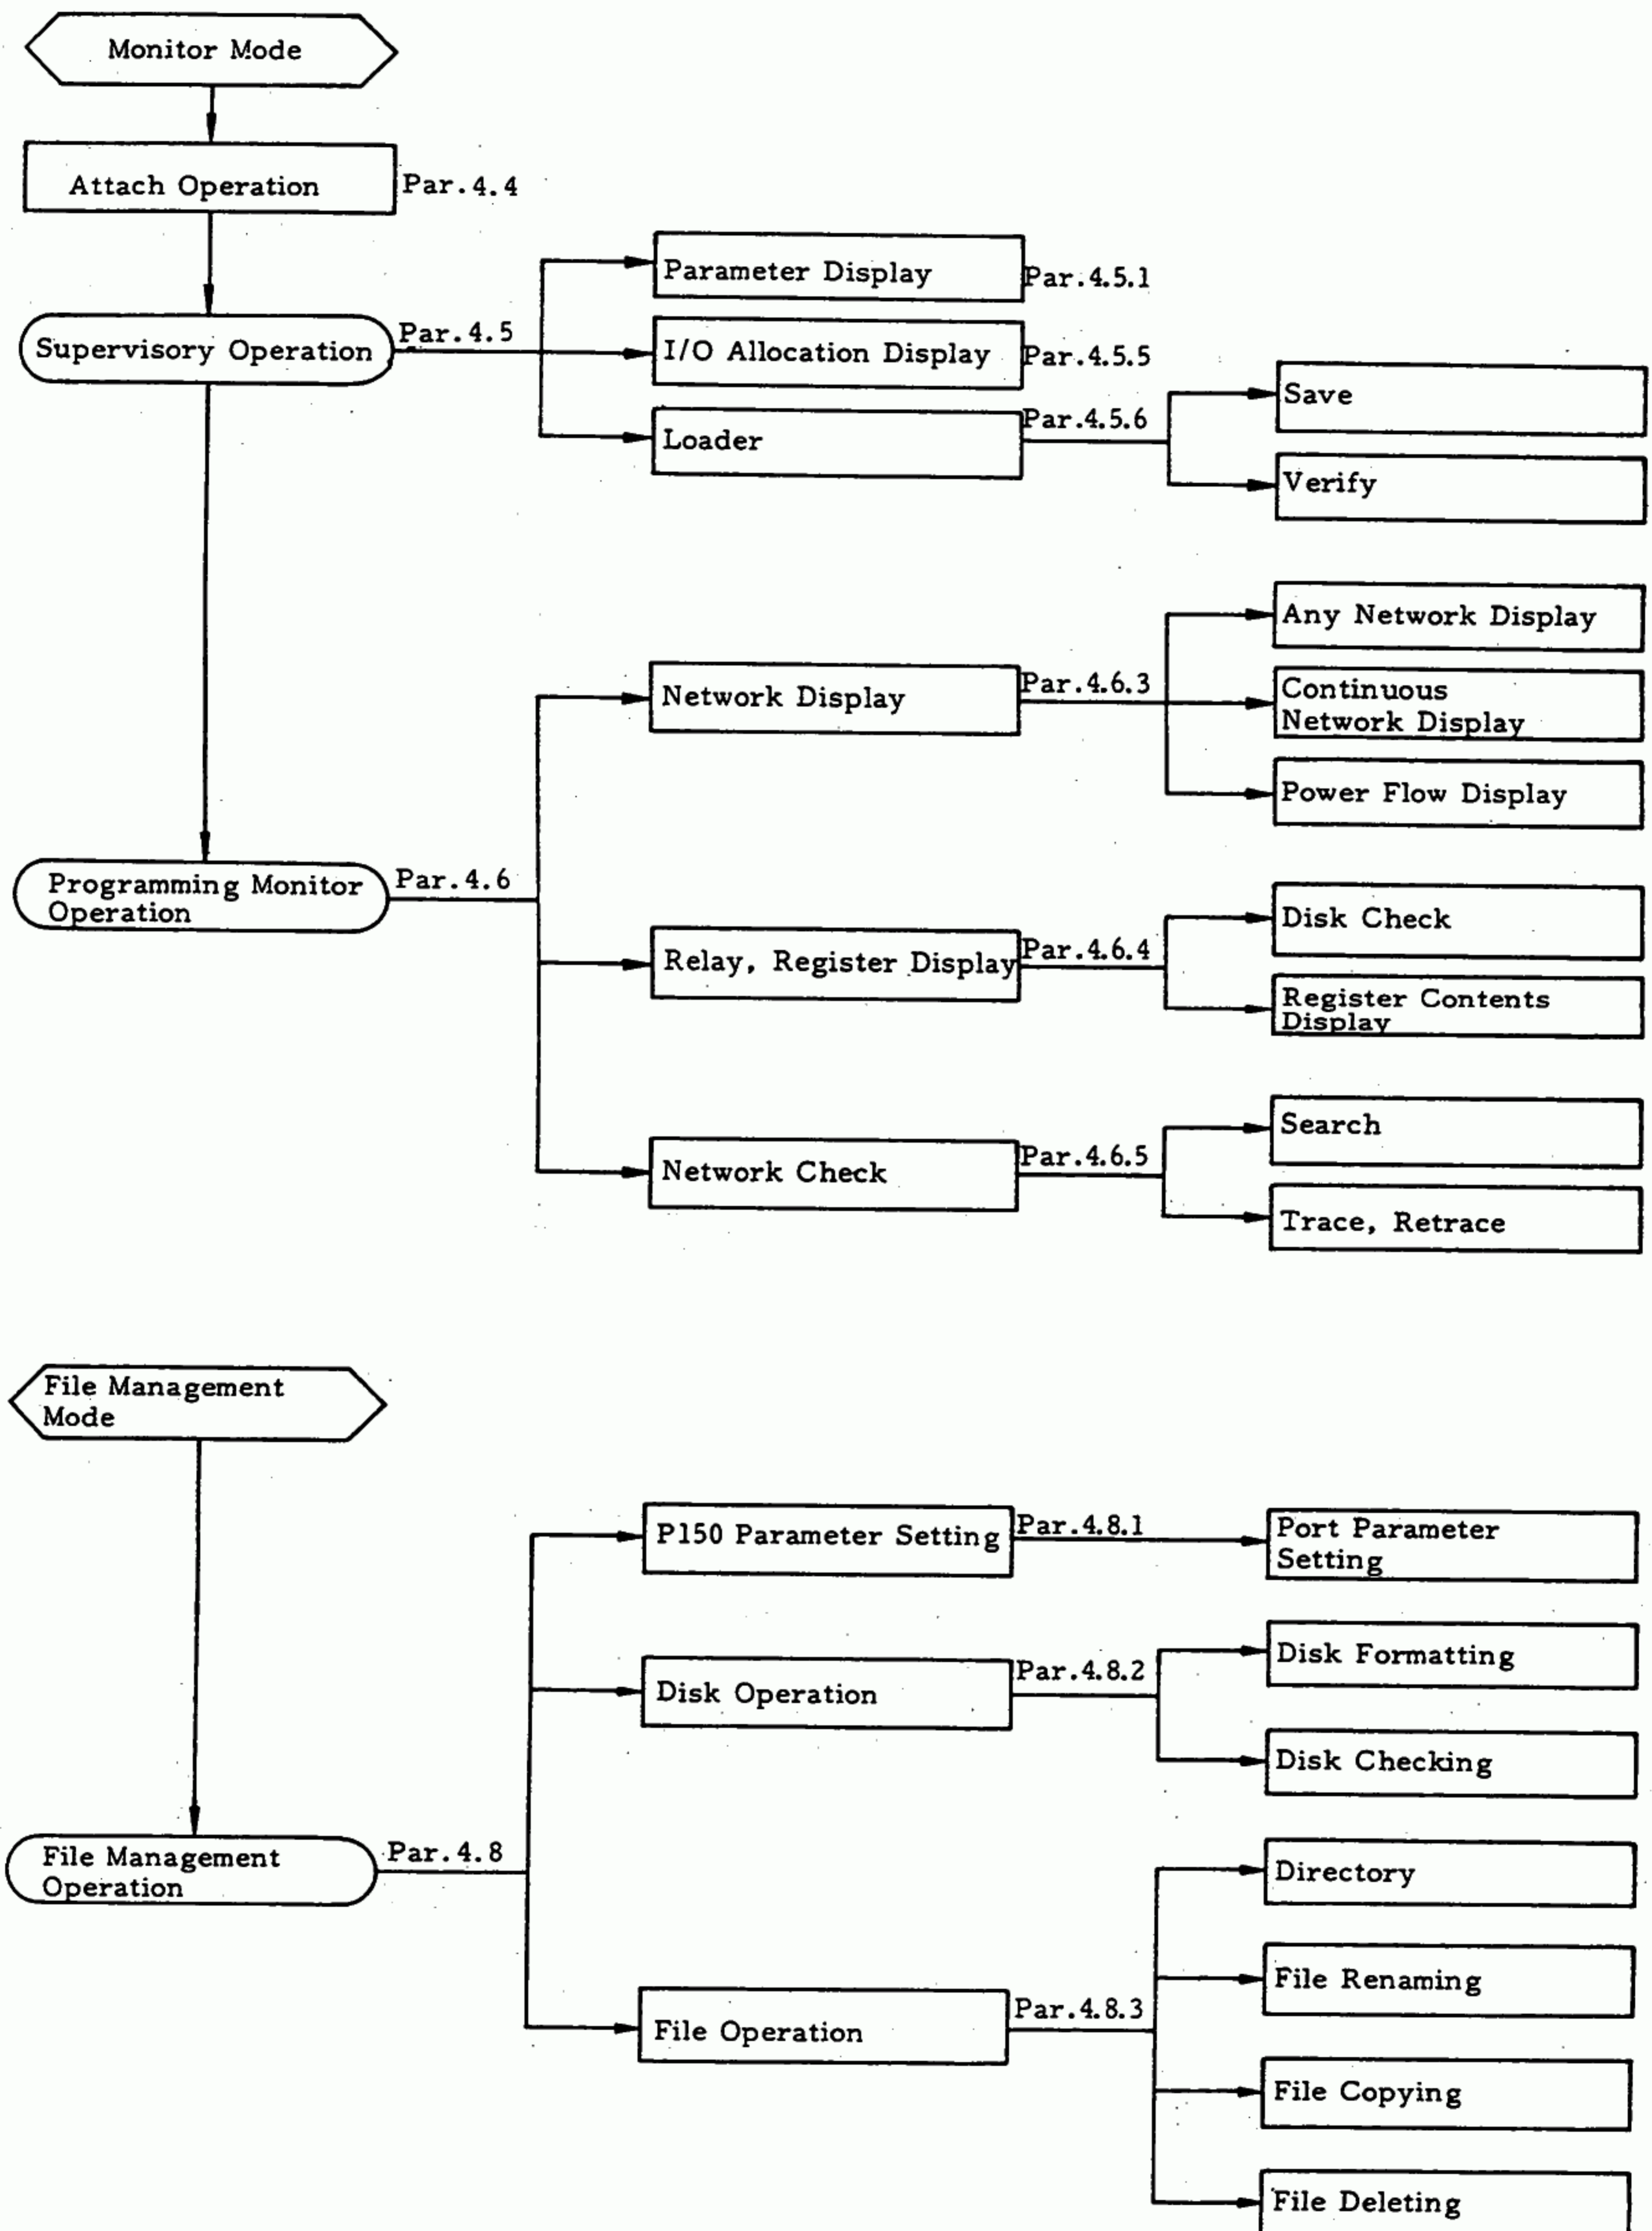 Monitor Mode
Attach Operation
Par.4.4
Supervisory Operation
Par.4.5
Parameter Display
Par.4.5.1
I/O Allocation Display
Par.4.5.5
Loader
Par.4.5.6
Save
Verify
Programming Monitor
Operation
Par.4.6
Network Display
Par.4.6.3
Any Network Display
Continuous
Network Display
Power Flow Display
Relay, Register Display
Par.4.6.4
Disk Check
Register Contents
Display
Network Check
Par.4.6.5
Search
Trace, Retrace
File Management
Mode
File Management
Operation
Par.4.8
P150 Parameter Setting
Par.4.8.1
Port Parameter
Setting
Disk Operation
Par.4.8.2
Disk Formatting
Disk Checking
File Operation
Par.4.8.3
Directory
File Renaming
File Copying
File Deleting